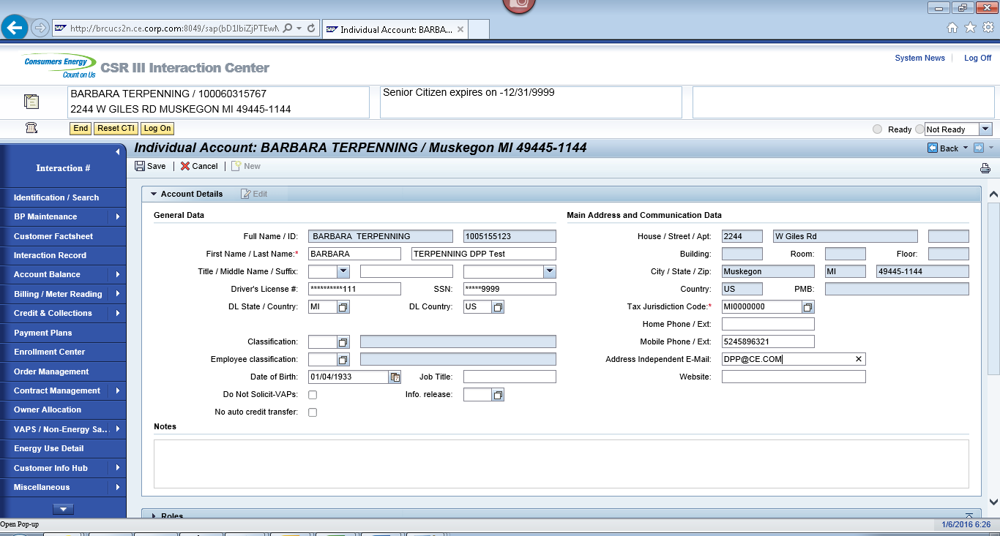 http://brcucs2n.ce.corp.com:8049/sap(bD1lbiZjPTEwN
Individual Account: BARBA...
System News
Log Off
Consumers Energy
Count on Us
CSR III Interaction Center
BARBARA TERPENNING / 100060315767
2244 W GILES RD MUSKEGON MI 49445-1144
Senior Citizen expires on -12/31/9999
End Reset CTI Log On
Ready Not Ready
Individual Account: BARBARA TERPENNING / Muskegon MI 49445-1144
Back
Save Cancel New
Interaction #
Identification / Search
BP Maintenance
Customer Factsheet
Interaction Record
Account Balance
Billing / Meter Reading
Credit & Collections
Payment Plans
Enrollment Center
Order Management
Contract Management
Owner Allocation
VAPS / Non-Energy Sa...
Energy Use Detail
Customer Info Hub
Miscellaneous
Account Details Edit
General Data
Full Name / ID: BARBARA TERPENNING 1005155123
First Name / Last Name:* BARBARA TERPENNING DPP Test
Title / Middle Name / Suffix:
Driver's License #: **********111 SSN: *****9999
DL State / Country: MI DL Country: US
Classification:
Employee classification:
Date of Birth: 01/04/1933 Job Title:
Do Not Solicit-VAPs: Info. release:
No auto credit transfer:
Main Address and Communication Data
House / Street / Apt: 2244 W Giles Rd
Building: Room: Floor:
City / State / Zip: Muskegon MI 49445-1144
Country: US PMB:
Tax Jurisdiction Code:* MI0000000
Home Phone / Ext:
Mobile Phone / Ext: 5245896321
Address Independent E-Mail: DPP@CE.COM
Website:
Notes
Roles
Open Pop-up
1/6/2016 6:26